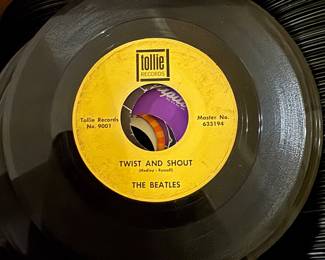 tollie
RECORDS
Tollie Records
No. 9001
Master No.
633194
TWIST AND SHOUT
(Medley - Russell)
THE BEATLES